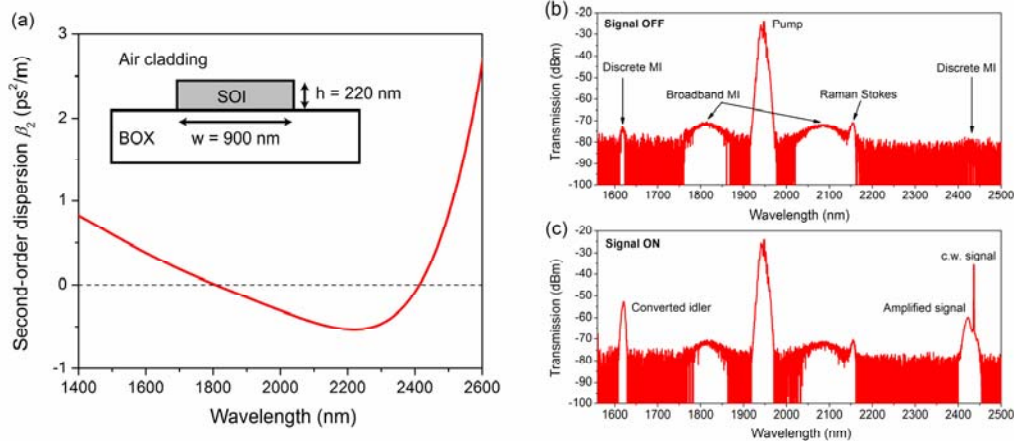 (a)
3
2
1
0
-1
Second-order dispersion β2 (ps²/m)
Air cladding
SOI
h = 220 nm
BOX
w = 900 nm
1400 1600 1800 2000 2200 2400 2600
Wavelength (nm)
(b)
-20
-30
-40
-50
-60
-70
-80
-90
-100
Transmission (dBm)
Signal OFF
Pump
Discrete MI
Discrete MI
Broadband MI
Raman Stokes
1600 1700 1800 1900 2000 2100 2200 2300 2400 2500
Wavelength (nm)
(c)
-20
-30
-40
-50
-60
-70
-80
-90
-100
Transmission (dBm)
Signal ON
c.w. signal
Converted idler
Amplified signal
1600 1700 1800 1900 2000 2100 2200 2300 2400 2500
Wavelength (nm)